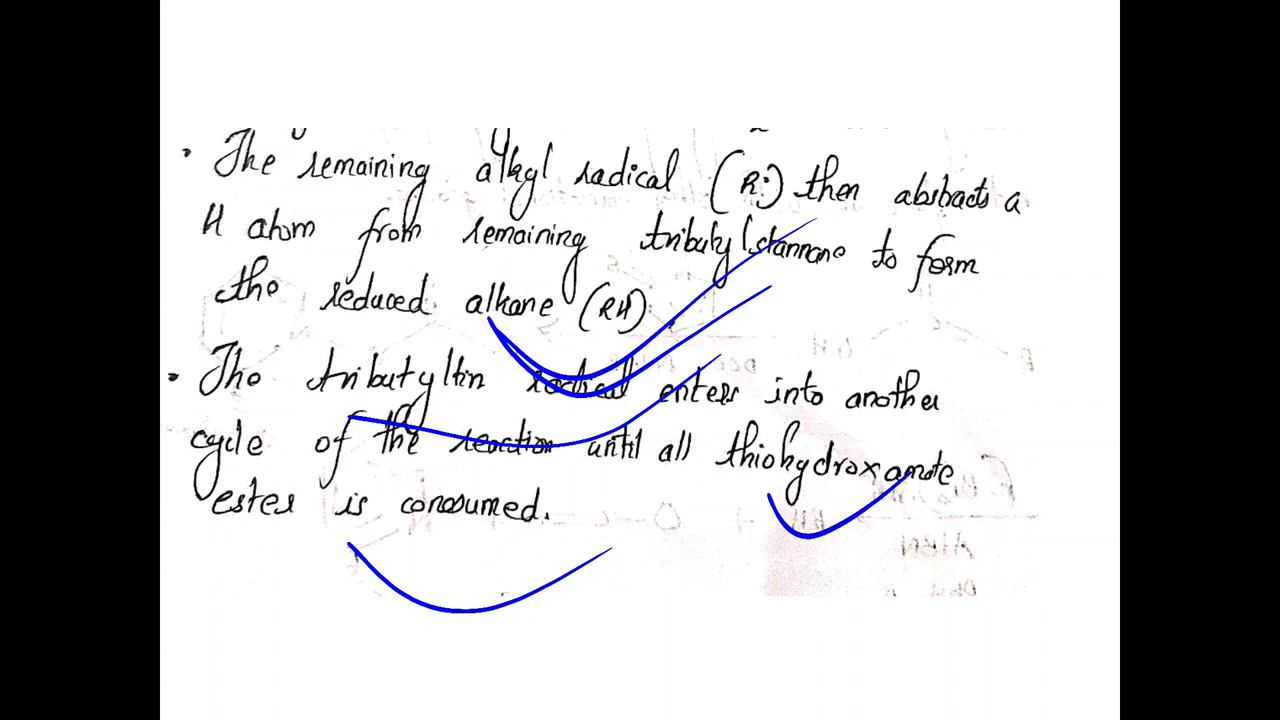 • The remaining alkyl radical (R•) then abstracts a
H atom from remaining tributylstannane to form
the reduced alkane (RH).
• The tributyltin radical enters into another
cycle of the reaction until all thiohydroxamate
ester is consumed.